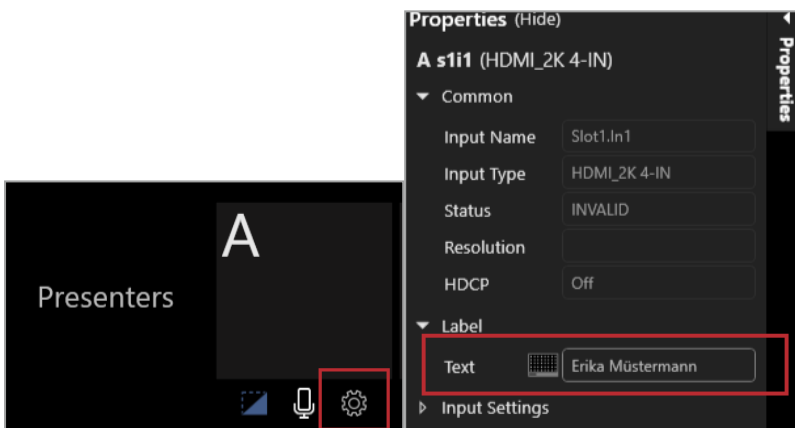 Presenters
A
Properties (Hide)
A s1i1 (HDMI_2K 4-IN)
Common
Input Name Slot1.In1
Input Type HDMI_2K 4-IN
Status INVALID
Resolution
HDCP Off
Label
Text Erika Müstermann
Input Settings
Properties